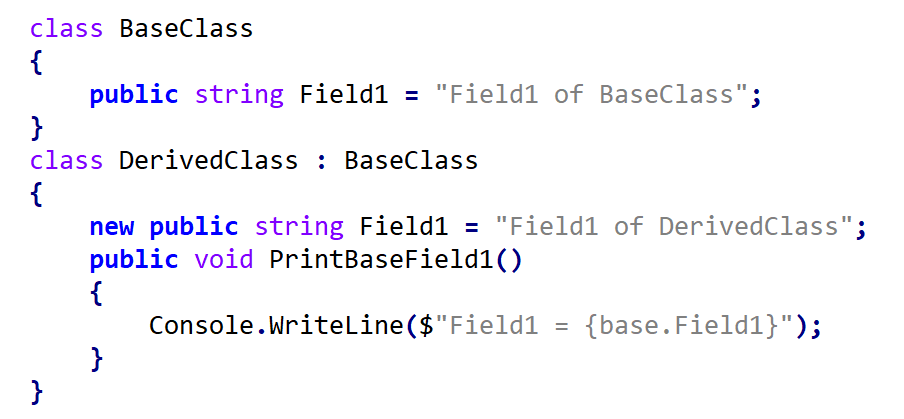 class BaseClass
{
    public string Field1 = "Field1 of BaseClass";
}
class DerivedClass : BaseClass
{
    new public string Field1 = "Field1 of DerivedClass";
    public void PrintBaseField1()
    {
        Console.WriteLine($"Field1 = {base.Field1}");
    }
}